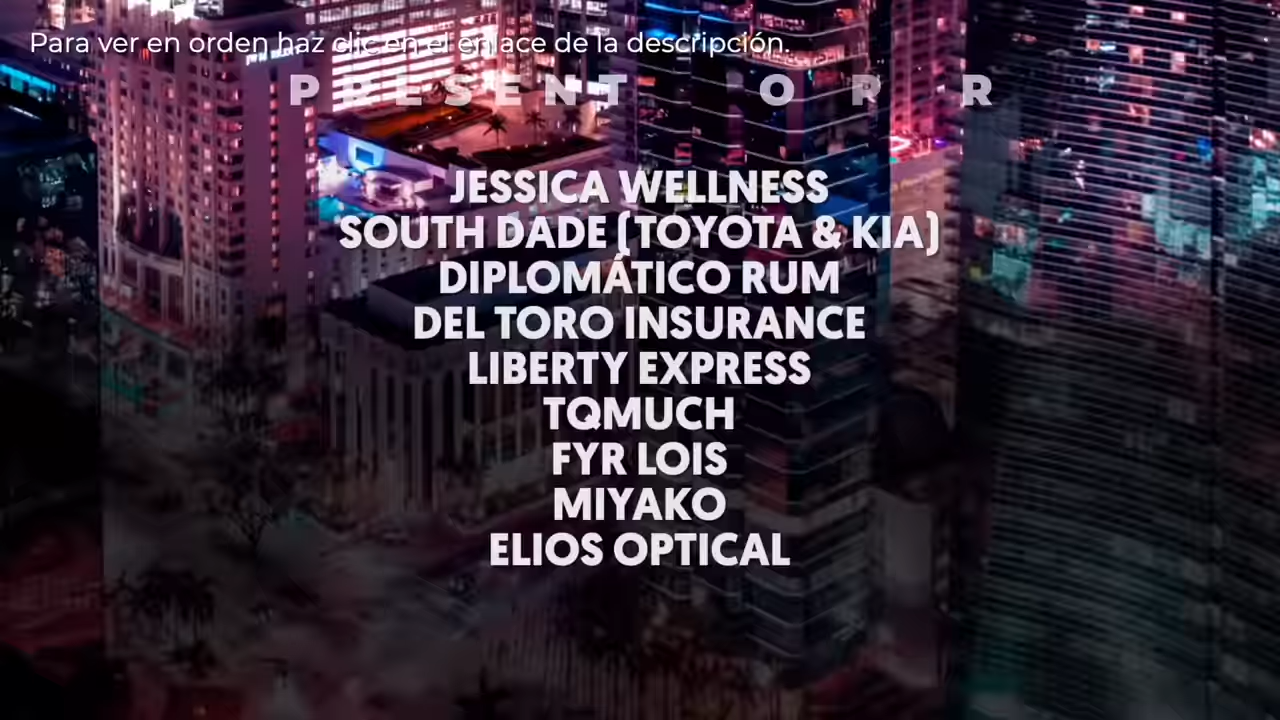 Para ver en orden haz clic en el enlace de la descripción.
PRESENT O P R
JESSICA WELLNESS
SOUTH DADE (TOYOTA & KIA)
DIPLOMÁTICO RUM
DEL TORO INSURANCE
LIBERTY EXPRESS
TQMUCH
FYR LOIS
MIYAKO
ELIOS OPTICAL